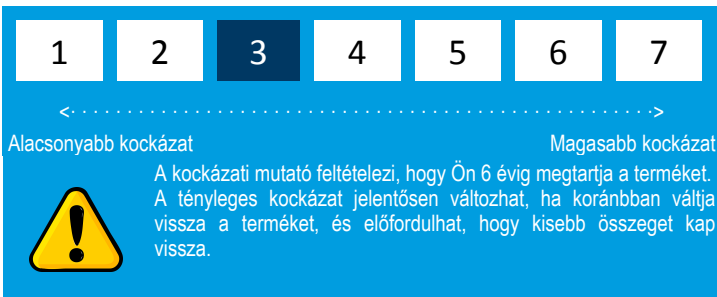 1 2 3 4 5 6 7
Alacsonyabb kockázat Magasabb kockázat
A kockázati mutató feltételezi, hogy Ön 6 évig megtartja a terméket.
A tényleges kockázat jelentősen változhat, ha koránbban váltja
vissza a terméket, és előfordulhat, hogy kisebb összeget kap
vissza.